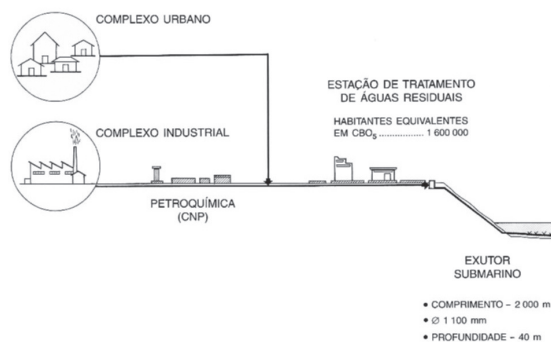 COMPLEXO URBANO
ESTAÇÃO DE TRATAMENTO
DE ÁGUAS RESIDUAIS
HABITANTES EQUIVALENTES
EM CBO₅ ................ 1 600 000
COMPLEXO INDUSTRIAL
PETROQUÍMICA
(CNP)
EXUTOR
SUBMARINO
• COMPRIMENTO – 2 000 m
• Ø 1 100 mm
• PROFUNDIDADE – 40 m